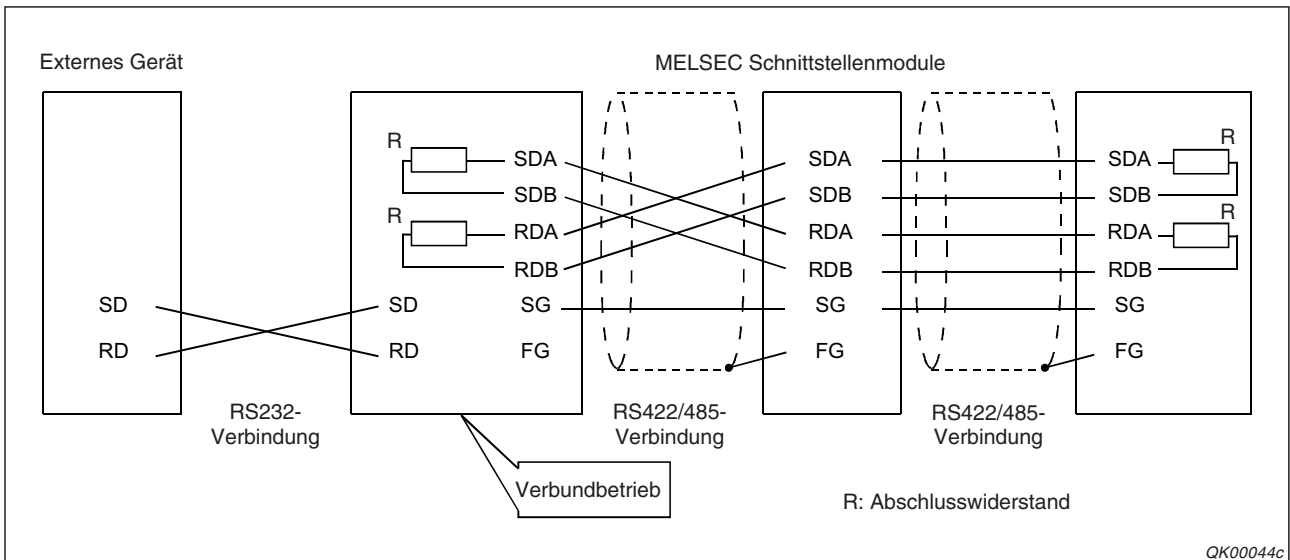 Externes Gerät
MELSEC Schnittstellenmodule
R
SDA
SDA
SDA
R
SDB
SDB
SDB
R
RDA
RDA
RDA
R
RDB
RDB
RDB
SD
SD
SG
SG
SG
RD
RD
FG
FG
FG
RS232-
Verbindung
RS422/485-
Verbindung
RS422/485-
Verbindung
Verbundbetrieb
R: Abschlusswiderstand
QK00044c